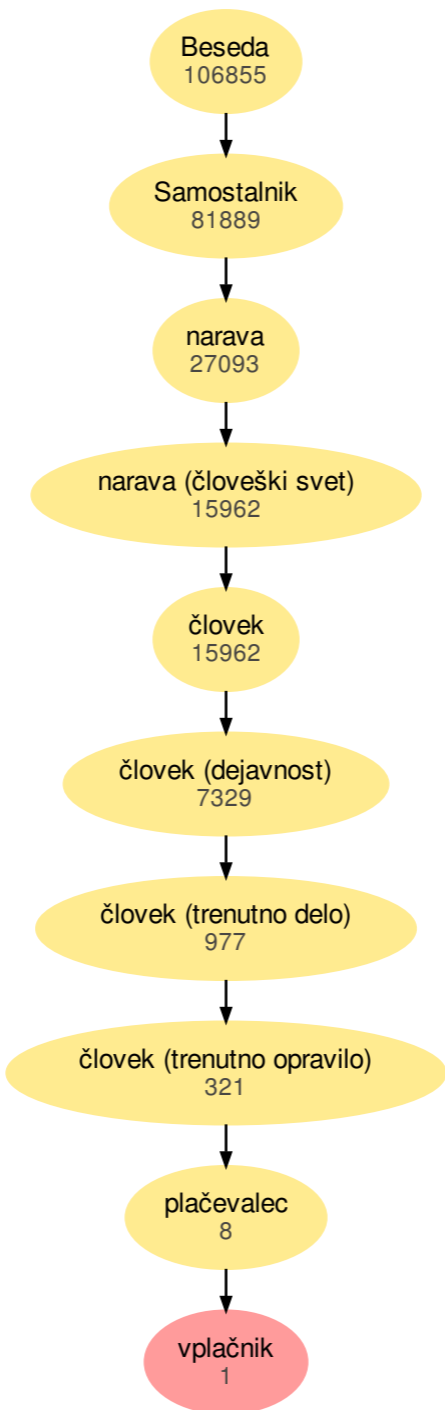 Beseda
106855
Samostalnik
81889
narava
27093
narava (človeški svet)
15962
človek
15962
človek (dejavnost)
7329
človek (trenutno delo)
977
človek (trenutno opravilo)
321
plačevalec
8
vplačnik
1